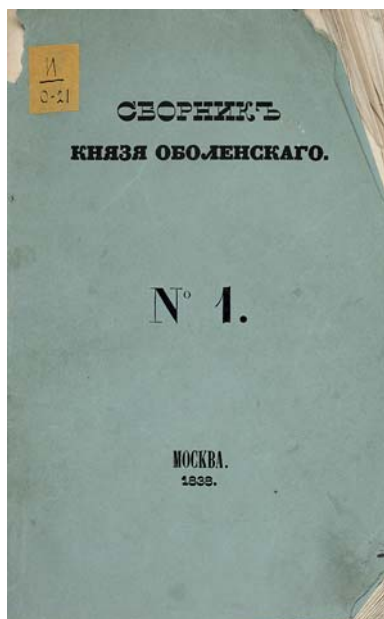 И
О-21
СБОРНИКЪ
КНЯЗЯ ОБОЛЕНСКАГО.
№ 1.
МОСКВА.
1838.